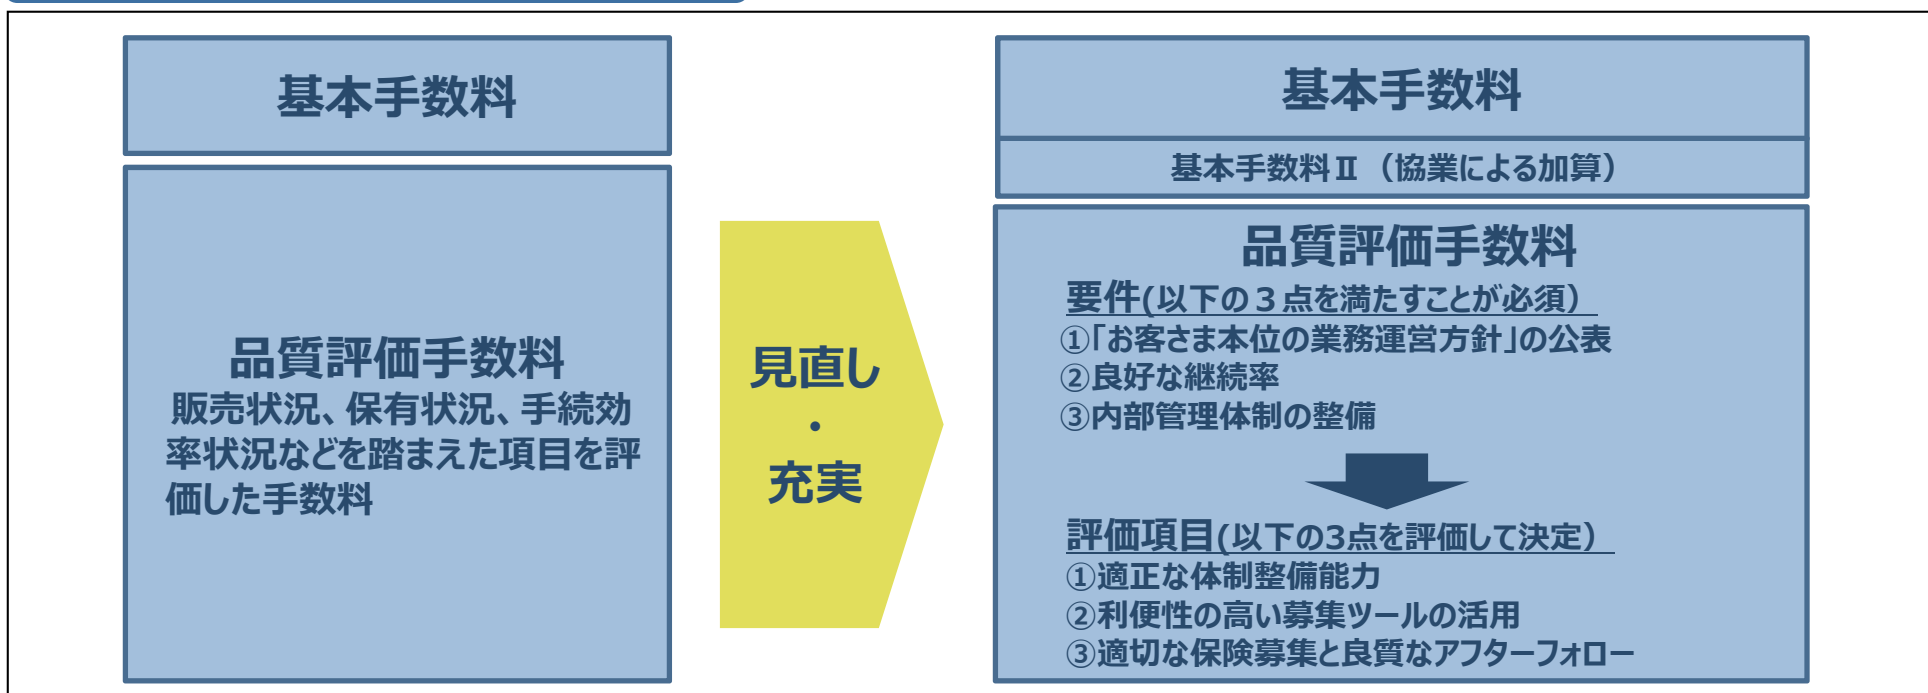 基本手数料
品質評価手数料
販売状況、保有状況、手続効
率状況などを踏まえた項目を評
価した手数料
見直し
・
充実
基本手数料
基本手数料Ⅱ（協業による加算）
品質評価手数料
要件(以下の３点を満たすことが必須）
①「お客さま本位の業務運営方針」の公表
②良好な継続率
③内部管理体制の整備
評価項目(以下の3点を評価して決定）
①適正な体制整備能力
②利便性の高い募集ツールの活用
③適切な保険募集と良質なアフターフォロー